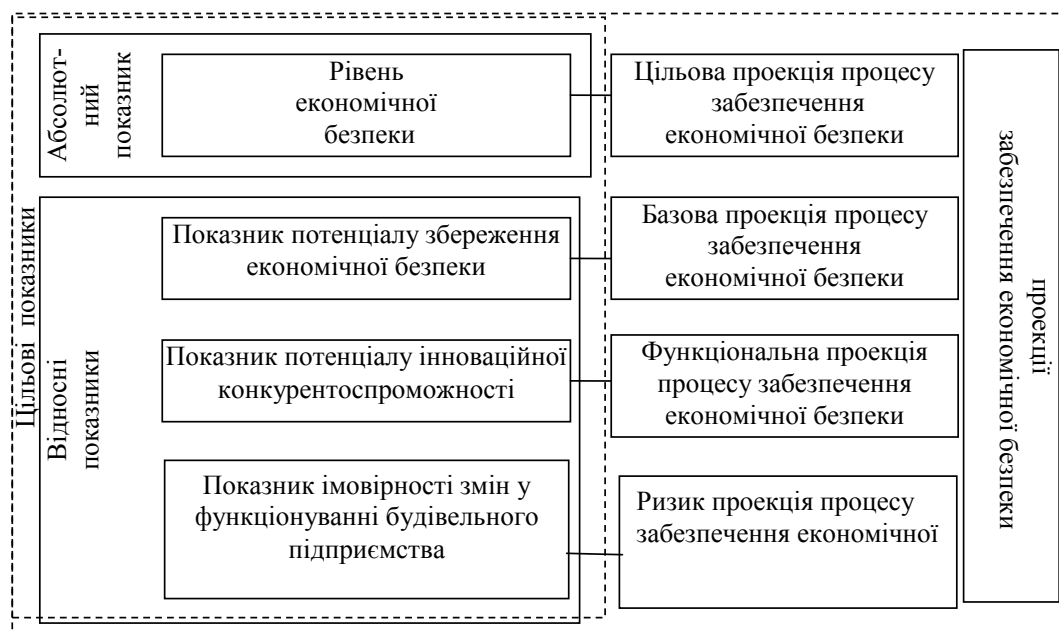 Цільові показники
Абсолют-
ний
показник
Рівень
економічної
безпеки
Цільова проекція процесу
забезпечення
економічної безпеки
Відносні
показники
Показник потенціалу збереження
економічної безпеки
Базова проекція процесу
забезпечення
економічної безпеки
Показник потенціалу інноваційної
конкурентоспроможності
Функціональна проекція
процесу забезпечення
економічної безпеки
Показник імовірності змін у
функціонуванні будівельного
підприємства
Ризик проекція процесу
забезпечення економічної
проекції
забезпечення економічної безпеки